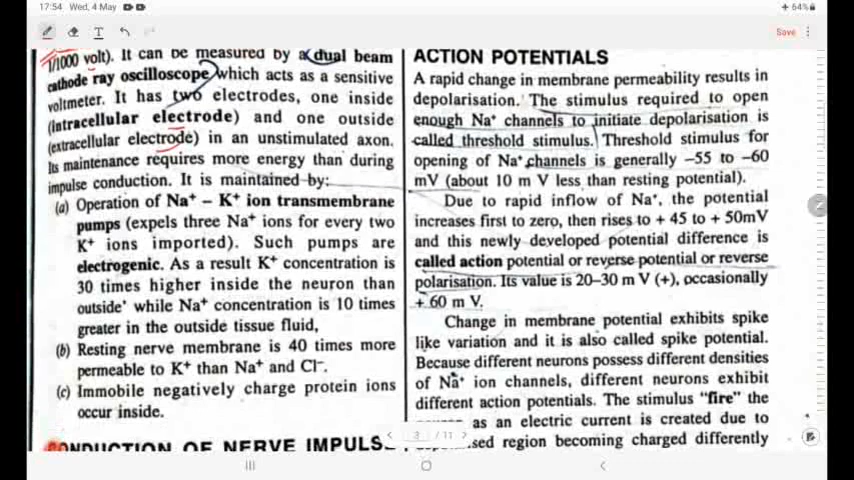 17:54 Wed, 4 May
64%
T
Save
1/1000 volt). It can be measured by a dual beam
cathode ray oscilloscope which acts as a sensitive
voltmeter. It has two electrodes, one inside
(intracellular electrode) and one outside
(extracellular electrode) in an unstimulated axon.
Its maintenance requires more energy than during
impulse conduction. It is maintained by:
(a) Operation of Na⁺ – K⁺ ion transmembrane
pumps (expels three Na⁺ ions for every two
K⁺ ions imported). Such pumps are
electrogenic. As a result K⁺ concentration is
30 times higher inside the neuron than
outside' while Na⁺ concentration is 10 times
greater in the outside tissue fluid,
(b) Resting nerve membrane is 40 times more
permeable to K⁺ than Na⁺ and Cl⁻.
(c) Immobile negatively charge protein ions
occur inside.
CONDUCTION OF NERVE IMPULS
ACTION POTENTIALS
A rapid change in membrane permeability results in
depolarisation. The stimulus required to open
enough Na⁺ channels to initiate depolarisation is
called threshold stimulus. Threshold stimulus for
opening of Na⁺ channels is generally –55 to –60
mV (about 10 m V less than resting potential).
Due to rapid inflow of Na⁺, the potential
increases first to zero, then rises to + 45 to + 50mV
and this newly developed potential difference is
called action potential or reverse potential or reverse
polarisation. Its value is 20–30 m V (+), occasionally
+ 60 m V.
Change in membrane potential exhibits spike
like variation and it is also called spike potential.
Because different neurons possess different densities
of Na⁺ ion channels, different neurons exhibit
different action potentials. The stimulus "fire" the
as an electric current is created due to
region becoming charged differently
3 / 11
2